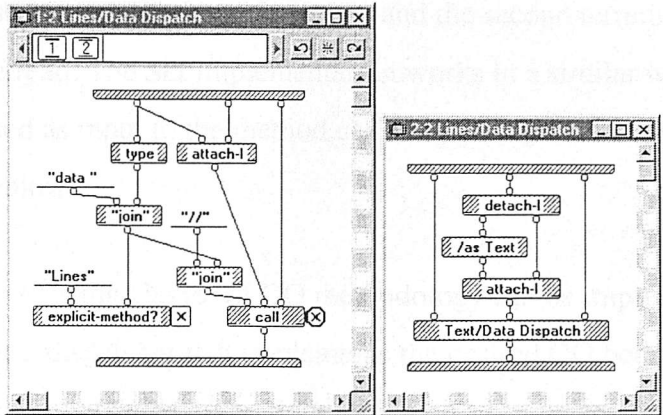 1:2 Lines/Data Dispatch
1 2
type
attach-l
"data "
"join"
"//"
"join"
"Lines"
explicit-method?
call
2:2 Lines/Data Dispatch
detach-l
/as Text
attach-l
Text/Data Dispatch